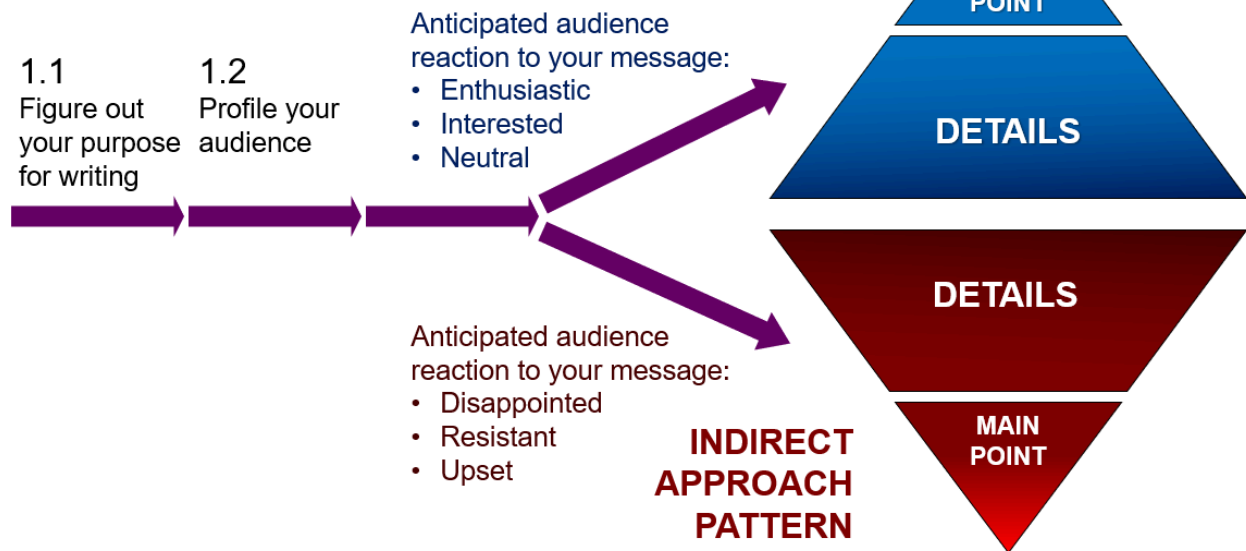 1.1
Figure out
your purpose
for writing
1.2
Profile your
audience
Anticipated audience
reaction to your message:
• Enthusiastic
• Interested
• Neutral
POINT
DETAILS
Anticipated audience
reaction to your message:
• Disappointed
• Resistant
• Upset
INDIRECT
APPROACH
PATTERN
DETAILS
MAIN
POINT